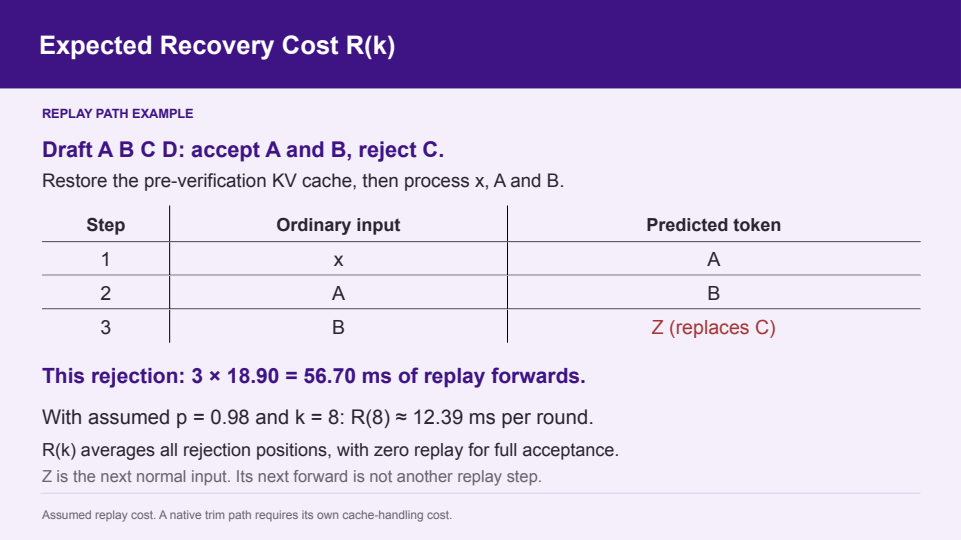 Expected Recovery Cost R(k)
REPLAY PATH EXAMPLE
Draft A B C D: accept A and B, reject C.
Restore the pre-verification KV cache, then process x, A and B.
Step Ordinary input Predicted token
1 x A
2 A B
3 B Z (replaces C)
This rejection: 3 × 18.90 = 56.70 ms of replay forwards.
With assumed p = 0.98 and k = 8: R(8) ≈ 12.39 ms per round.
R(k) averages all rejection positions, with zero replay for full acceptance.
Z is the next normal input. Its next forward is not another replay step.
Assumed replay cost. A native trim path requires its own cache-handling cost.